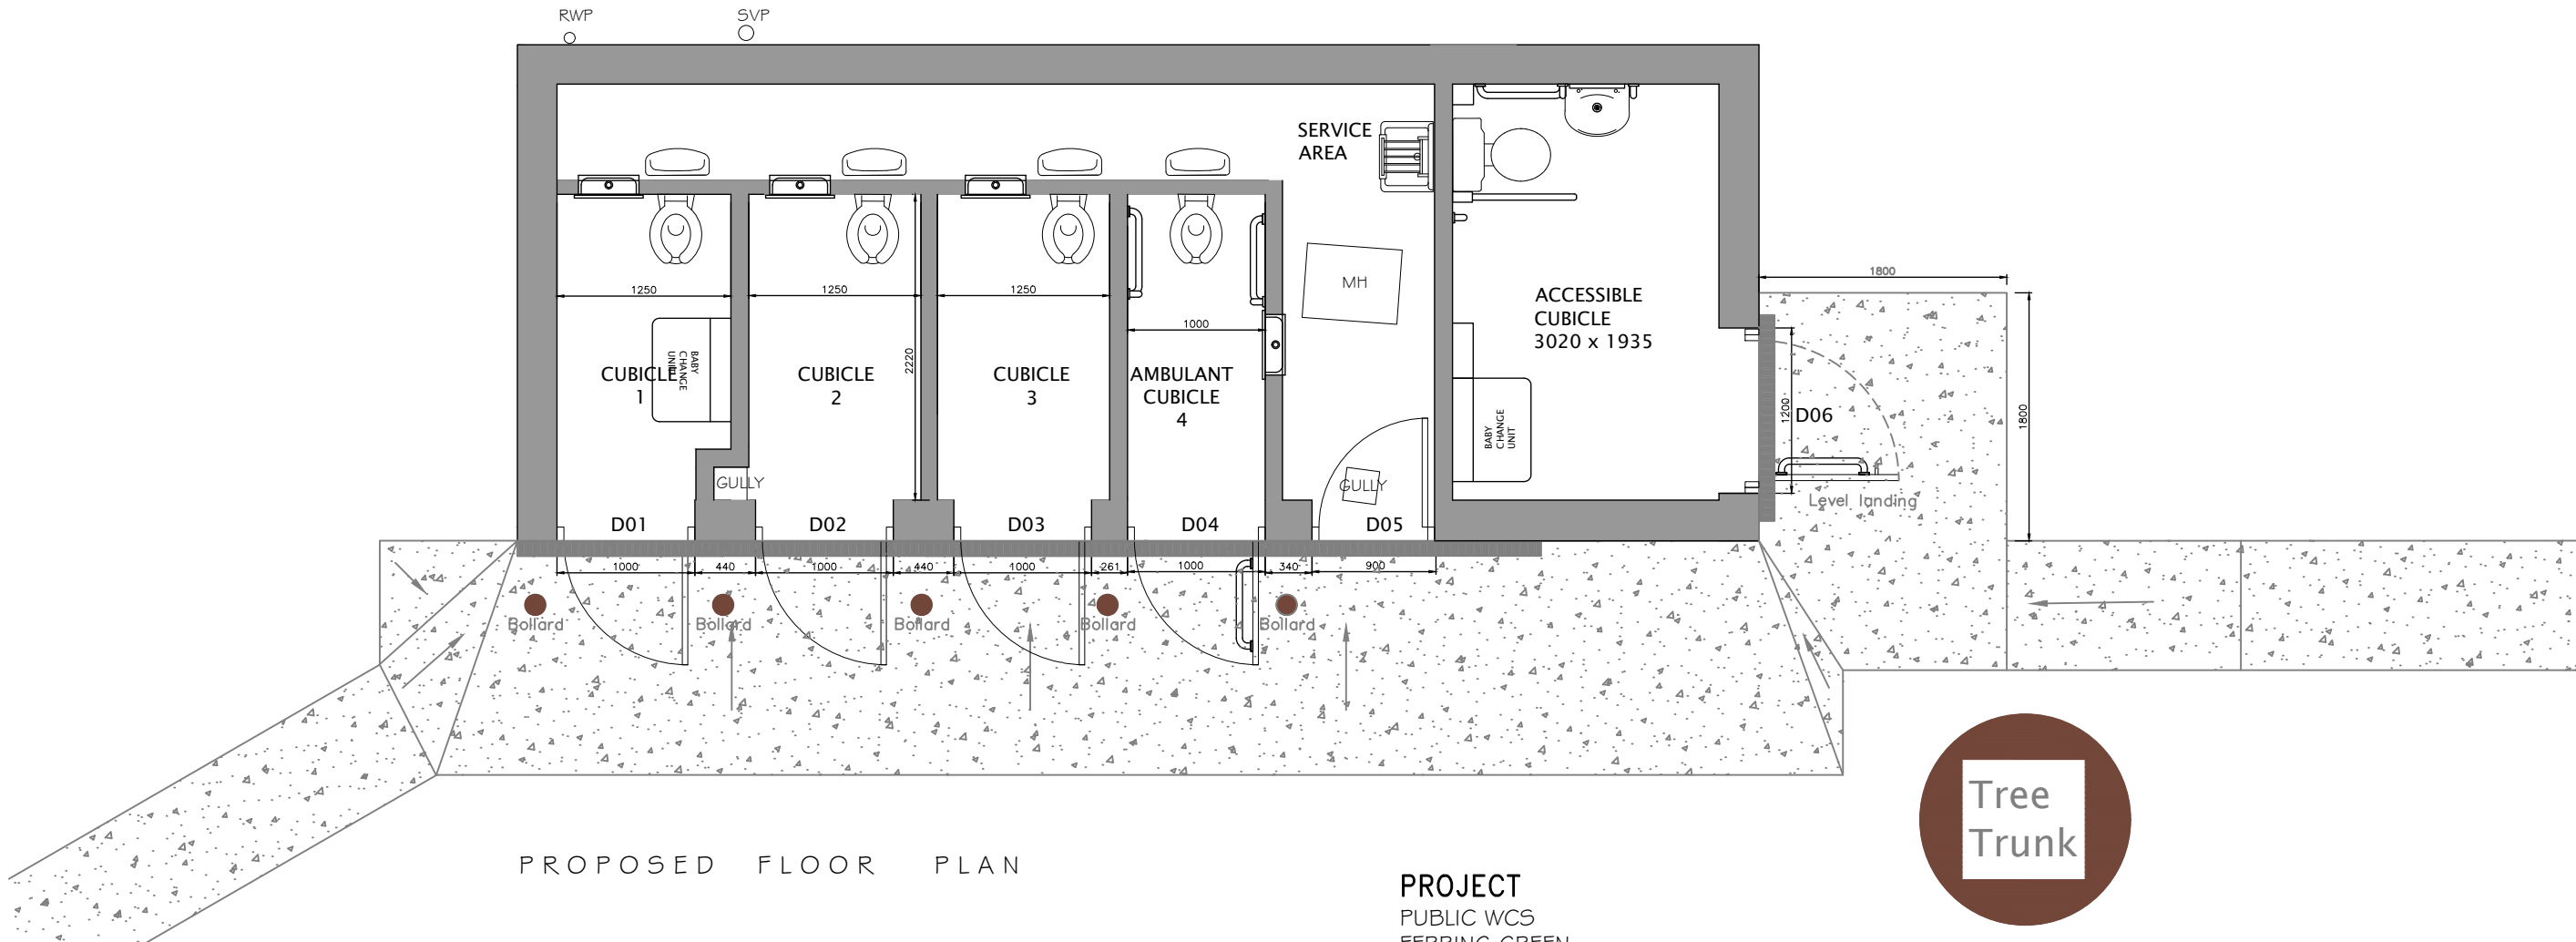 RWP
SVP
SERVICE
AREA
1800
MH
1250
1250
1250
1000
2220
ACCESSIBLE
CUBICLE
3020 x 1935
BABY
CHANGE
UNIT
CUBICLE
1
CUBICLE
2
CUBICLE
3
AMBULANT
CUBICLE
4
1200
D06
1800
BABY
CHANGE
UNIT
GULLY
GULLY
Level landing
D01
D02
D03
D04
D05
1000
440
1000
440
1000
261
1000
340
900
Bollard
Bollard
Bollard
Bollard
Bollard
Tree
Trunk
PROPOSED FLOOR PLAN
PROJECT
PUBLIC WCS
FERRING GREEN